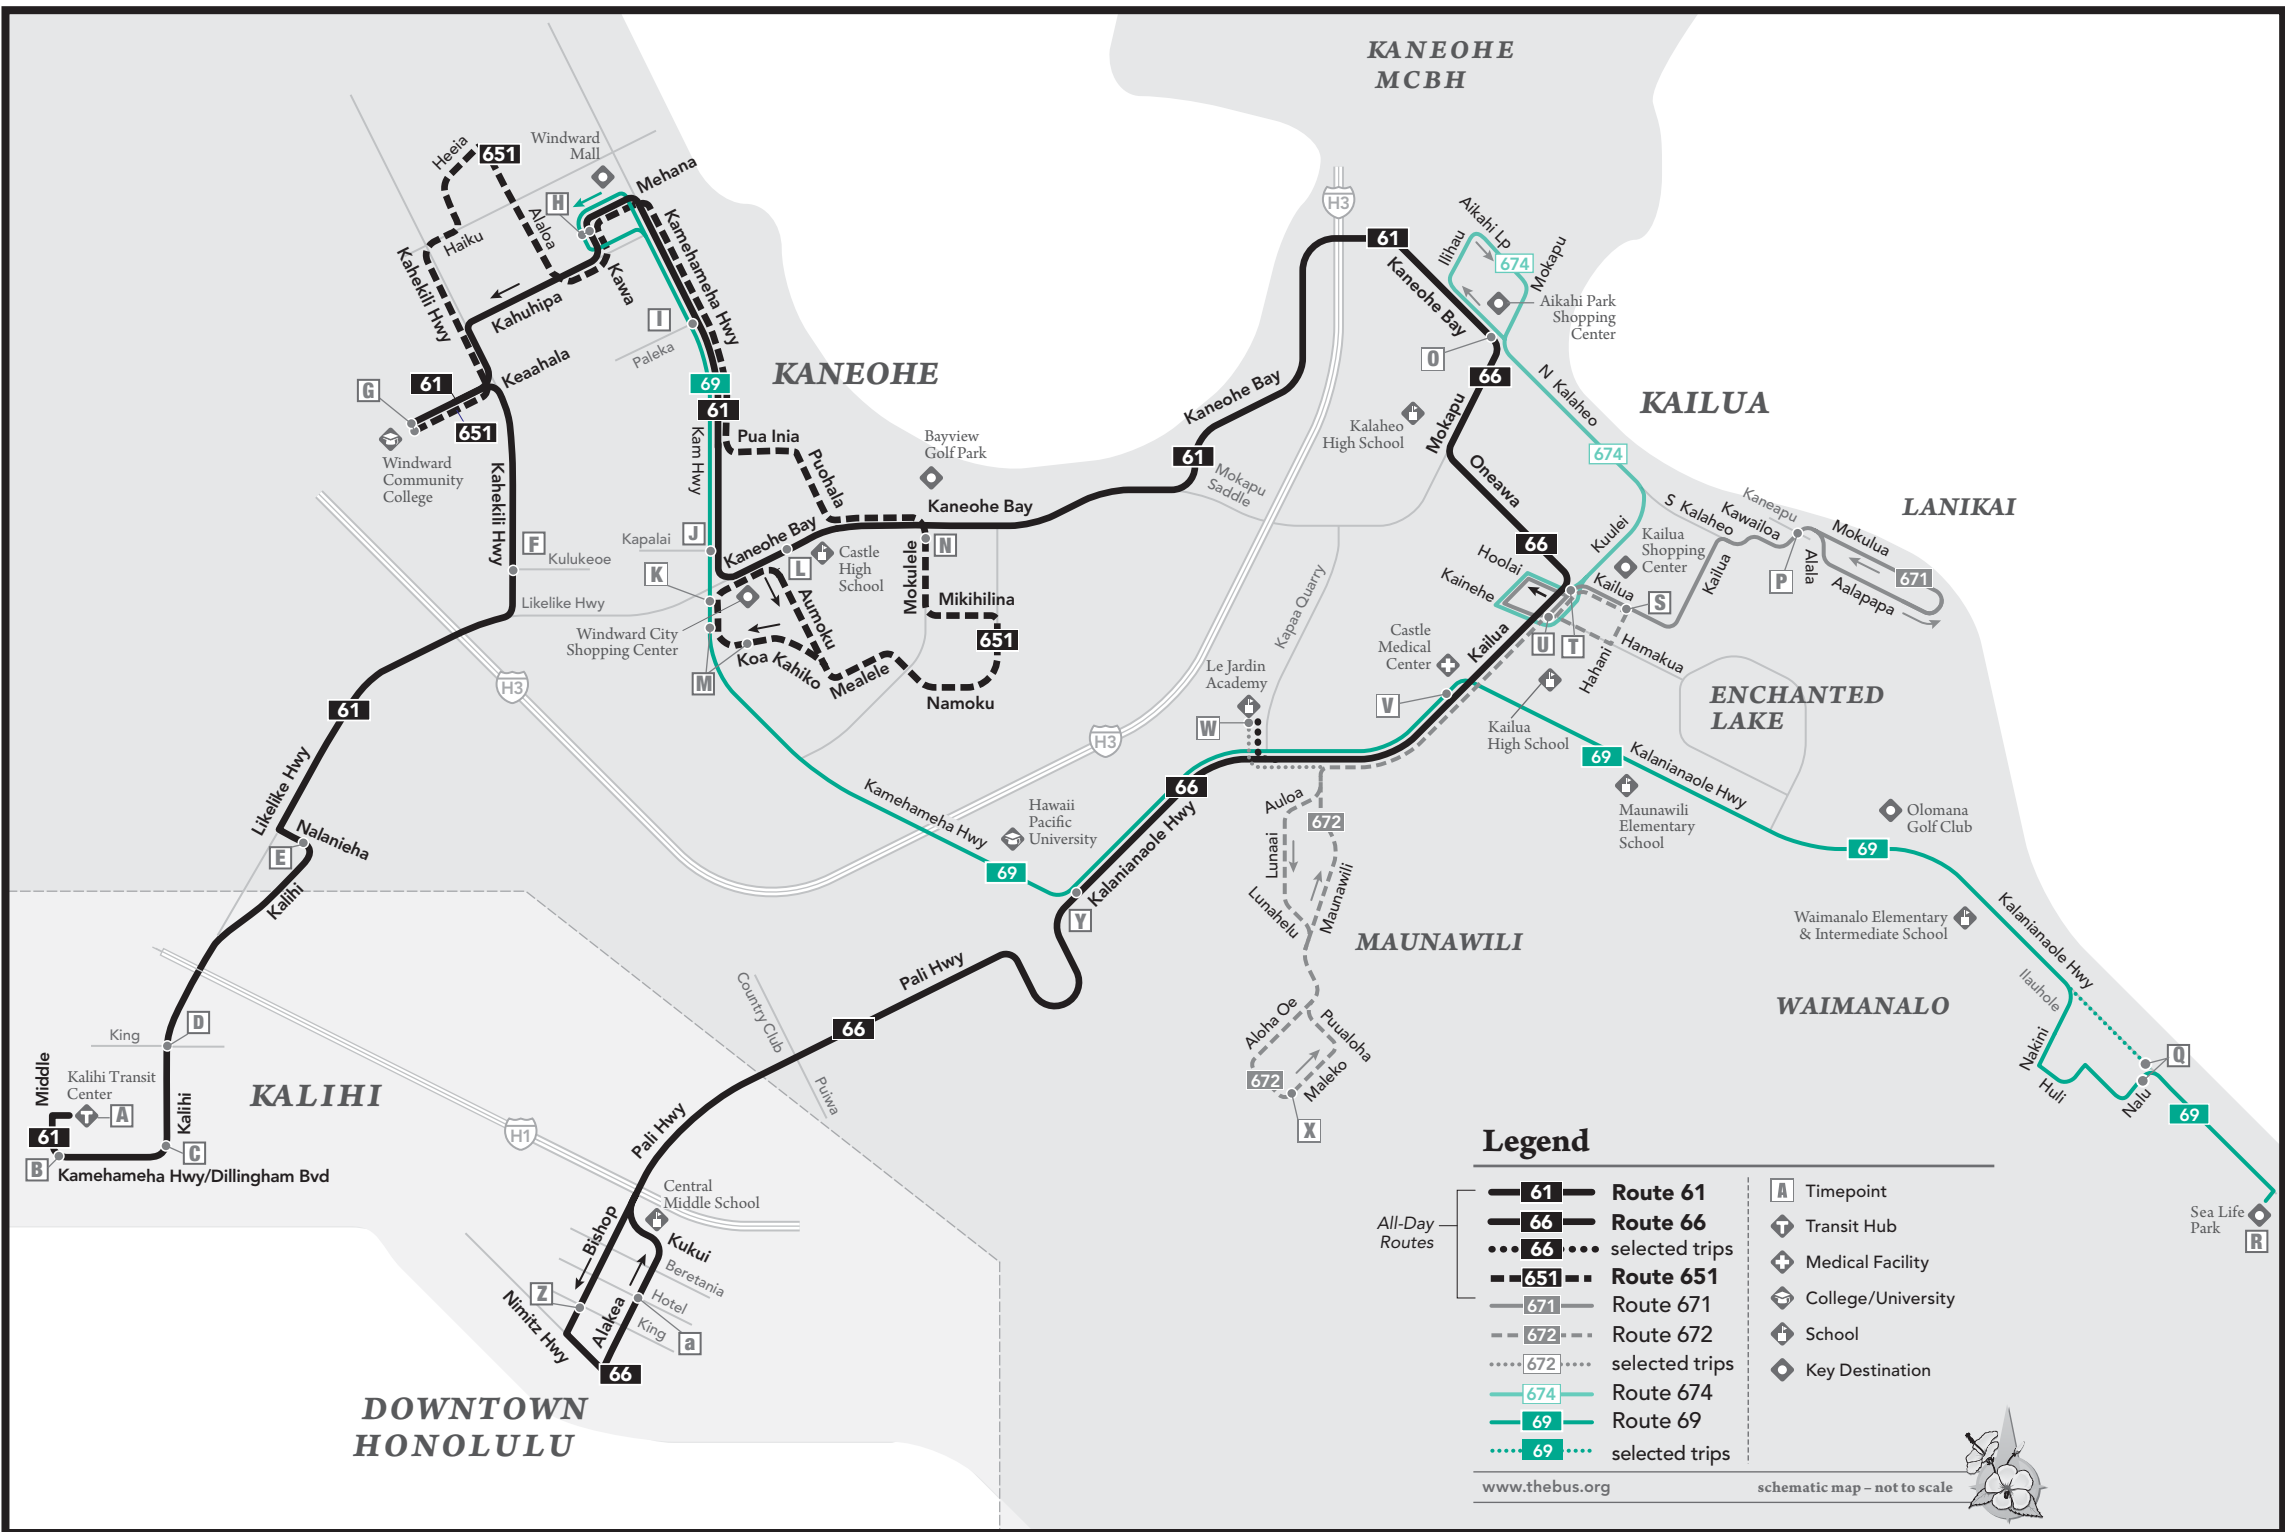 KANEOHE
MCBH
H3
Heeia
651
Windward
Mall
Mehana
H
Alaloa
Haiku
Kahekili Hwy
Kawa
Kamehameha Hwy
Kahuhipa
I
Paleka
Keaahala
61
G
651
Windward
Community
College
69
61
KANEOHE
Kam Hwy
Pua Inia
Puohala
Bayview
Golf Park
Kaneohe Bay
61
Kaneohe Bay
Mokapu
Saddle
61
Kaneohe Bay
Ilihau
Aikahi Lp
674
Mokapu
Aikahi Park
Shopping
Center
O
66
N Kalaheo
KAILUA
Kalaheo
High School
Mokapu
674
Oneawa
S Kalaheo
Kaneapu
Kawailoa
LANIKAI
Mokulua
Kuulei
66
Kailua
Shopping
Center
Hoolai
Kainehe
Kailua
S
Kailua
P
Alala
671
Aalapapa
Kahekili Hwy
F
Kulukeoe
Likelike Hwy
Kapalai
J
K
Kaneohe Bay
L
Castle
High
School
N
Mokulele
Mikihilina
651
Aumoku
Windward City
Shopping Center
Koa Kahiko
Mealele
Namoku
M
H3
H3
Kapaa Quarry
Castle
Medical
Center
Kailua
U
T
Hahani
Hamakua
Le Jardin
Academy
W
V
Kailua
High School
ENCHANTED
LAKE
69
Kalanianaole Hwy
Maunawili
Elementary
School
Olomana
Golf Club
69
61
Likelike Hwy
Nalanieha
E
Kalihi
Kamehameha Hwy
Hawaii
Pacific
University
69
66
Kalanianaole Hwy
Y
Auloa
672
Lunaai
Lunahelu
Maunawili
MAUNAWILI
Waimanalo Elementary
& Intermediate School
Kalanianaole Hwy
Ilauhole
WAIMANALO
Nakini
Huli
Nalu
Q
69
Sea Life
Park
R
Aloha Oe
Puualoha
672
Maleko
X
Pali Hwy
66
Country Club
Puiwa
King
D
Middle
Kalihi Transit
Center
A
61
B
Kalihi
C
Kamehameha Hwy/Dillingham Bvd
KALIHI
H1
Pali Hwy
Central
Middle School
Bishop
Kukui
Beretania
Z
Hotel
King
a
Alakea
Nimitz Hwy
66
DOWNTOWN
HONOLULU
Legend
All-Day
Routes
61 Route 61
66 Route 66
66 selected trips
651 Route 651
671 Route 671
672 Route 672
672 selected trips
674 Route 674
69 Route 69
69 selected trips
A Timepoint
T Transit Hub
Medical Facility
College/University
School
Key Destination
www.thebus.org
schematic map – not to scale